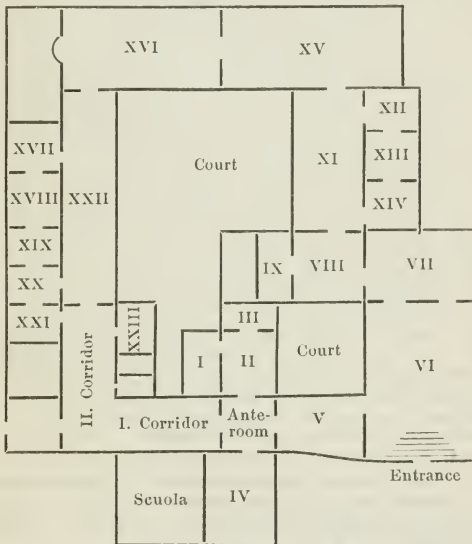 XVI
XV
XII
XVII
XI
XIII
Court
XVIII
XXII
XIV
XIX
IX
VIII
VII
XX
XXI
XXIII
III
I
II
Court
VI
II. Corridor
I. Corridor
Ante-
room
V
Entrance
Scuola
IV